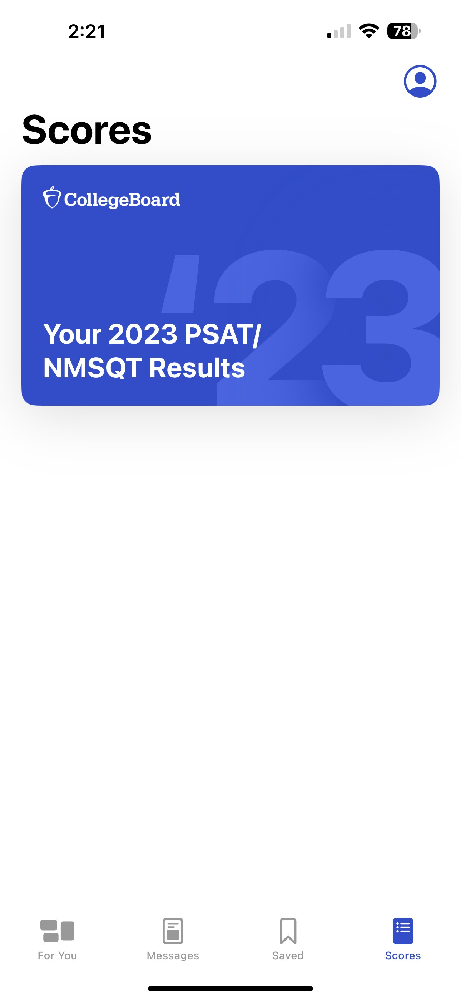 2:21
78
Scores
CollegeBoard
'23
Your 2023 PSAT/
NMSQT Results
For You
Messages
Saved
Scores